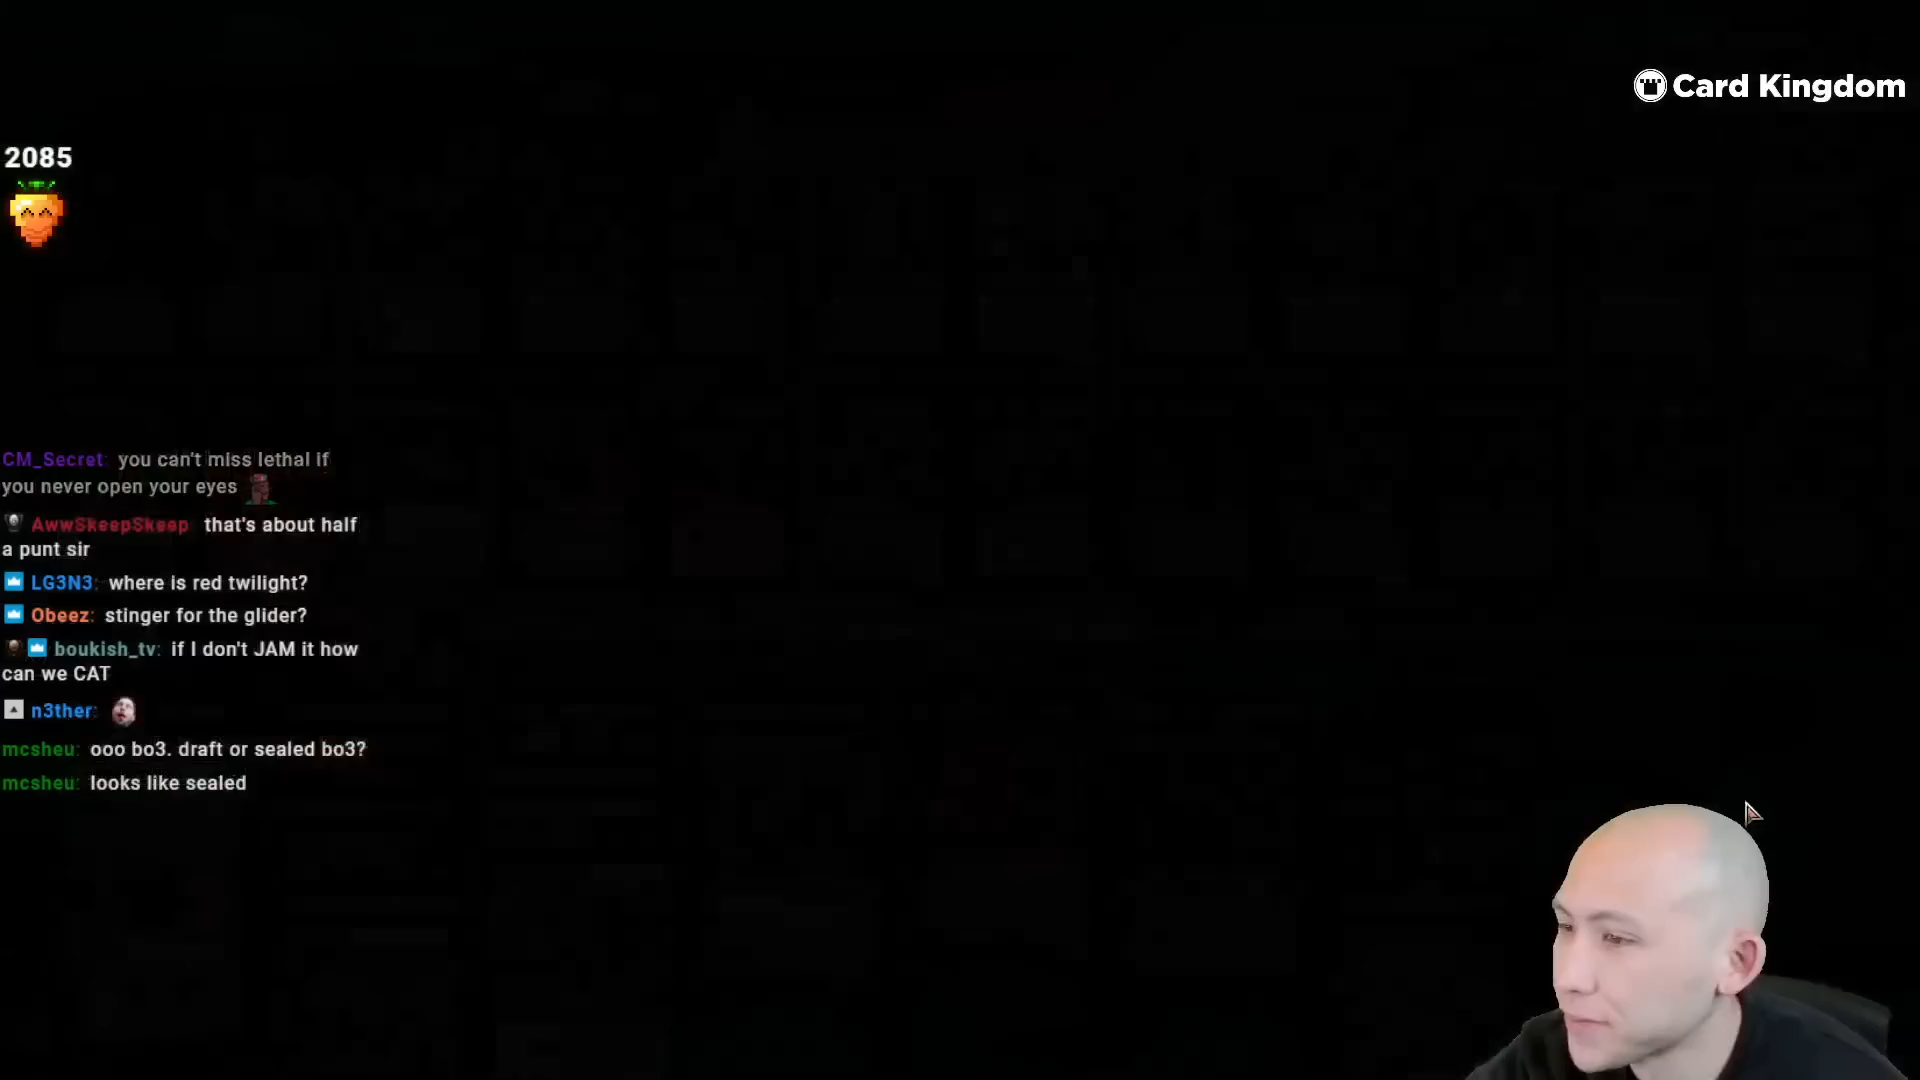 Card Kingdom
2085
CM_Secret: you can't miss lethal if
you never open your eyes
AwwSkeepSkeep that's about half
a punt sir
LG3N3: where is red twilight?
Obeez: stinger for the glider?
boukish_tv: if I don't JAM it how
can we CAT
n3ther:
mcsheu: ooo bo3. draft or sealed bo3?
mcsheu: looks like sealed